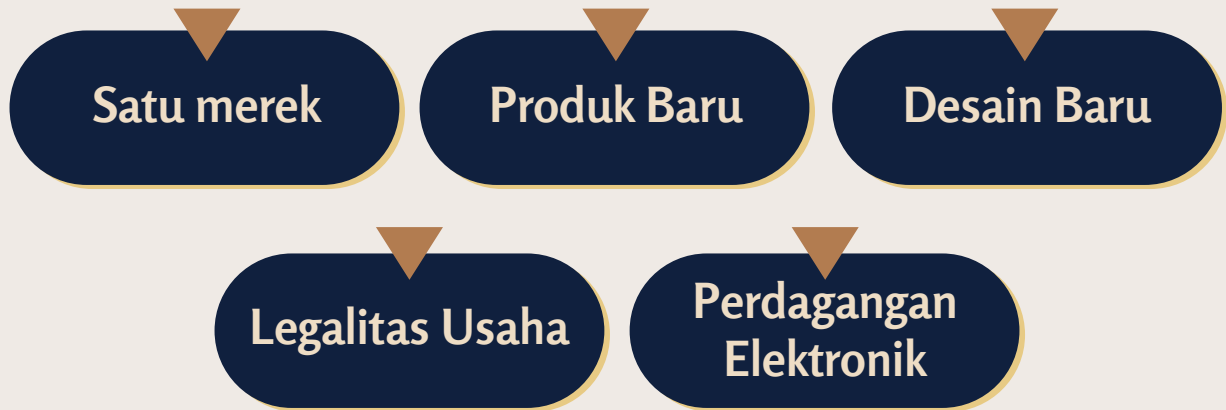 Satu merek
Produk Baru
Desain Baru
Legalitas Usaha
Perdagangan
Elektronik